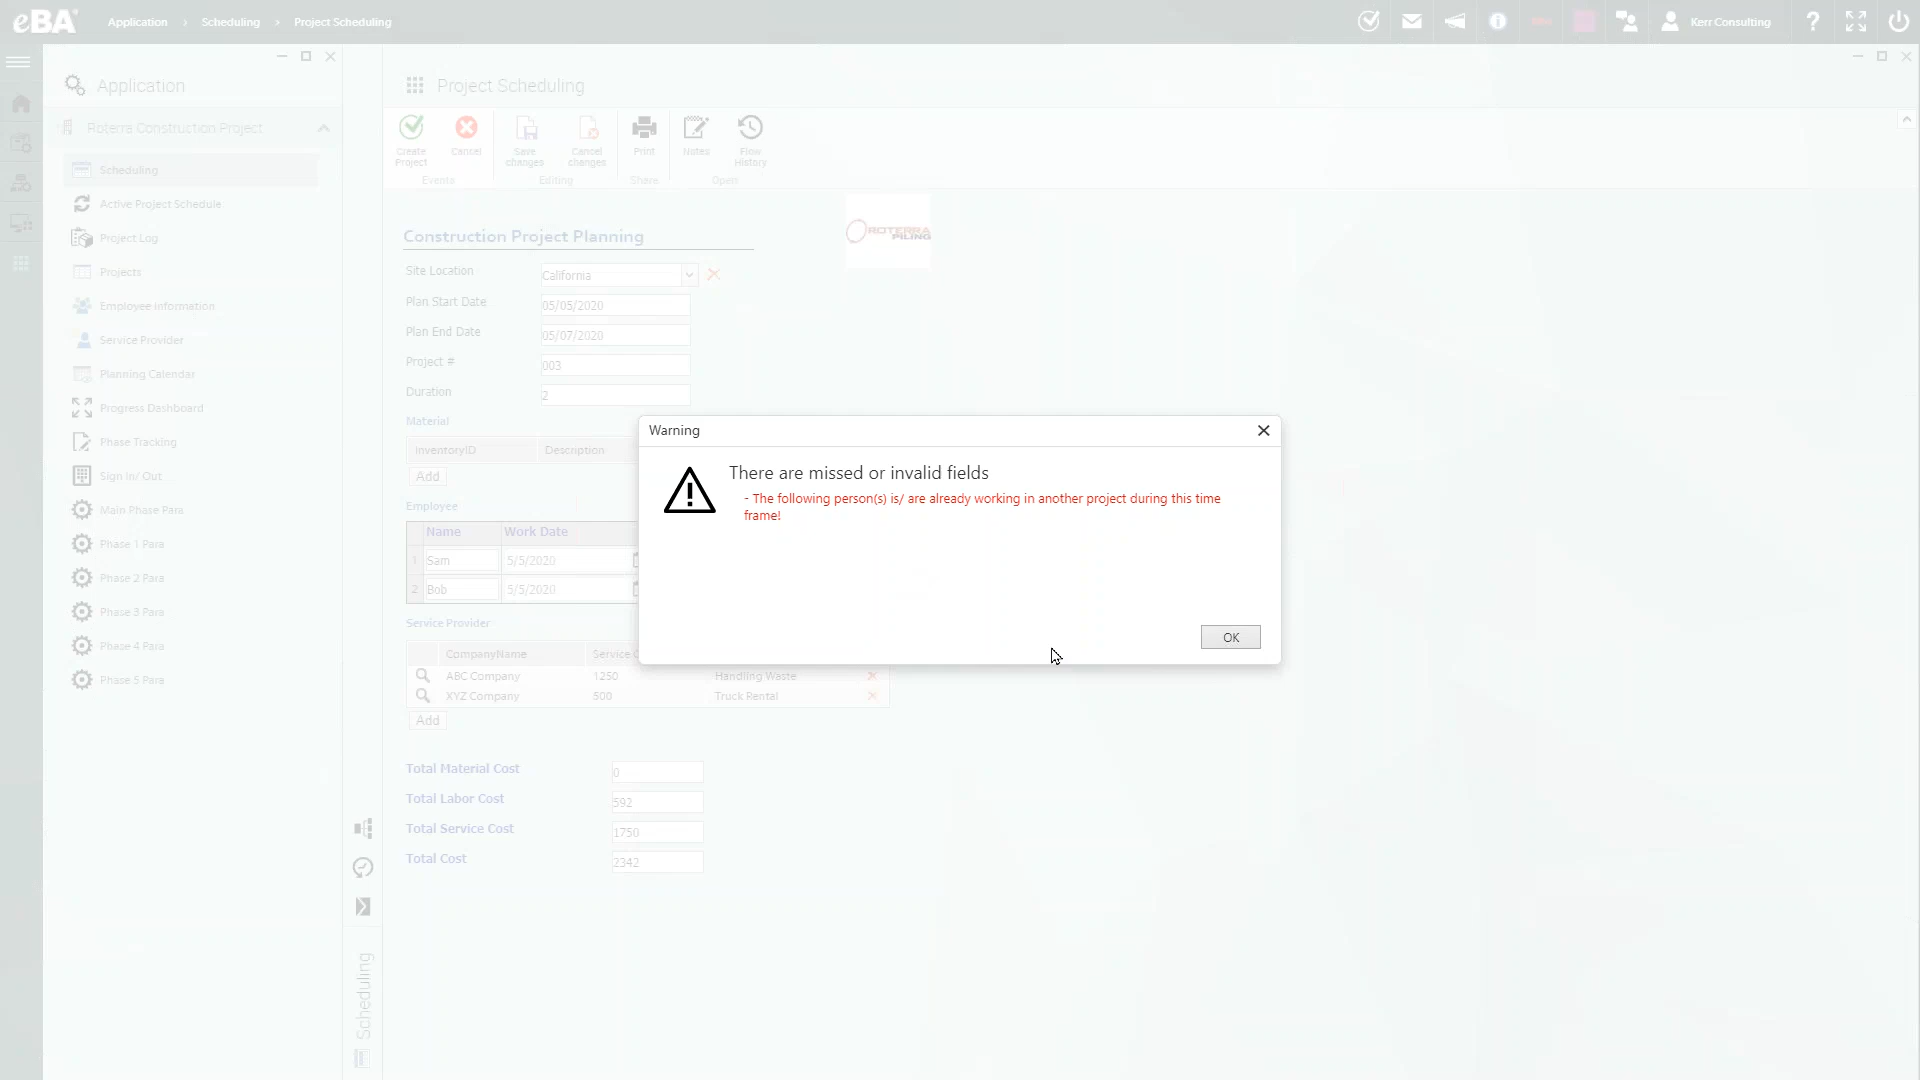 eBA
Application > Scheduling > Project Scheduling
Kerr Consulting
Application
Roterra Construction Project
Scheduling
Active Project Schedule
Project Log
Projects
Employee Information
Service Provider
Planning Calendar
Progress Dashboard
Phase Tracking
Sign In/ Out
Main Phase Para
Phase 1 Para
Phase 2 Para
Phase 3 Para
Phase 4 Para
Phase 5 Para
Scheduling
Project Scheduling
Create Project
Cancel
Save changes
Cancel changes
Print
Notes
Flow History
Events
Editing
Share
Open
ROTERRA
PILING
Construction Project Planning
Site Location California
Plan Start Date 05/05/2020
Plan End Date 05/07/2020
Project # 003
Duration 2
Material
InventoryID Description
Add
Employee
Name Work Date
1 Sam 5/5/2020
2 Bob 5/5/2020
Service Provider
CompanyName Service
ABC Company 1250 Handling Waste
XYZ Company 500 Truck Rental
Add
Total Material Cost 0
Total Labor Cost 592
Total Service Cost 1750
Total Cost 2342
Warning
There are missed or invalid fields
- The following person(s) is/ are already working in another project during this time
frame!
OK